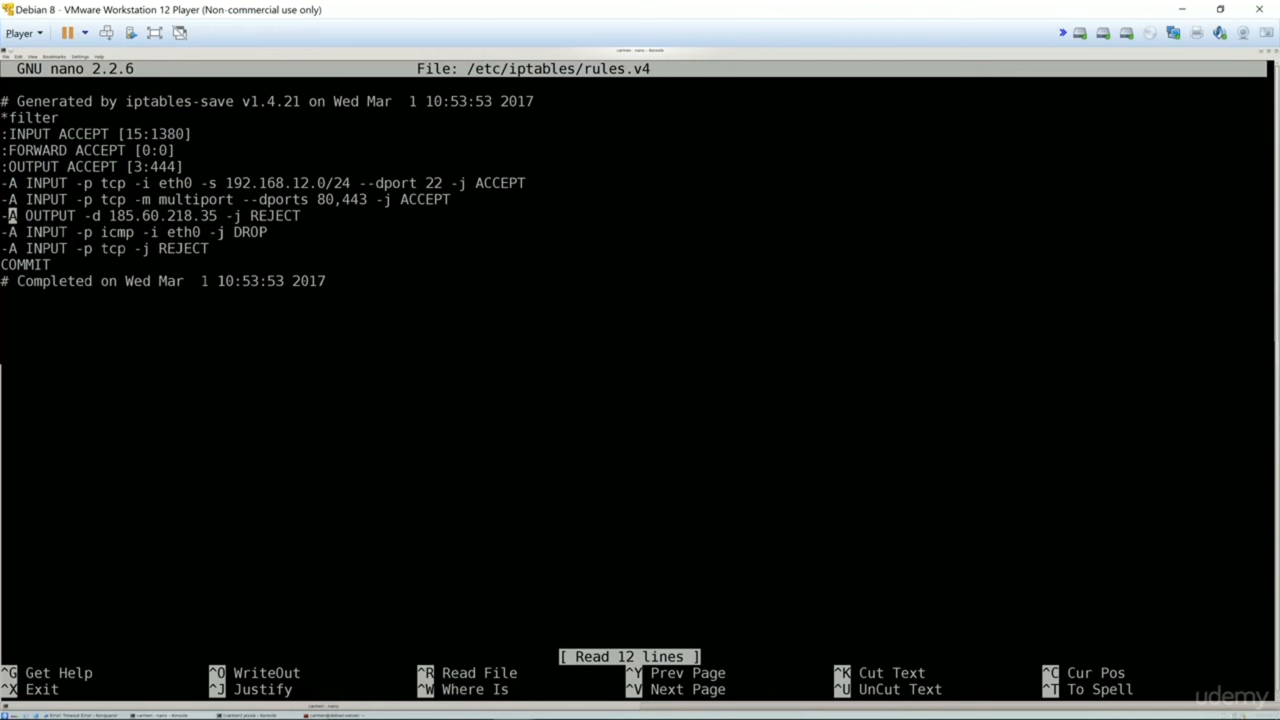 Debian 8 - VMware Workstation 12 Player (Non-commercial use only)
Player
File Edit View Bookmarks Settings Help
GNU nano 2.2.6 File: /etc/iptables/rules.v4
# Generated by iptables-save v1.4.21 on Wed Mar  1 10:53:53 2017
*filter
:INPUT ACCEPT [15:1380]
:FORWARD ACCEPT [0:0]
:OUTPUT ACCEPT [3:444]
-A INPUT -p tcp -i eth0 -s 192.168.12.0/24 --dport 22 -j ACCEPT
-A INPUT -p tcp -m multiport --dports 80,443 -j ACCEPT
-A OUTPUT -d 185.60.218.35 -j REJECT
-A INPUT -p icmp -i eth0 -j DROP
-A INPUT -p tcp -j REJECT
COMMIT
# Completed on Wed Mar  1 10:53:53 2017
[ Read 12 lines ]
^G Get Help ^O WriteOut ^R Read File ^Y Prev Page ^K Cut Text ^C Cur Pos
^X Exit ^J Justify ^W Where Is ^V Next Page ^U UnCut Text ^T To Spell
udemy